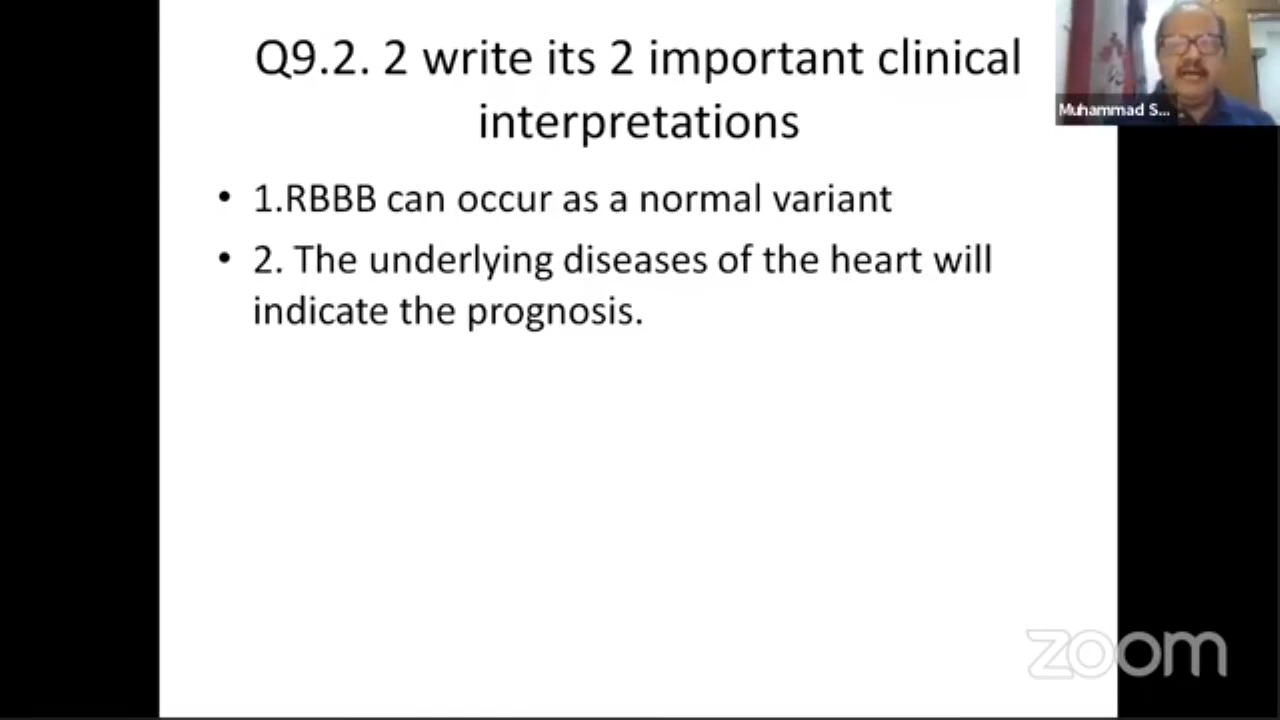 Q9.2. 2 write its 2 important clinical
interpretations
Muhammad S...
• 1.RBBB can occur as a normal variant
• 2. The underlying diseases of the heart will
indicate the prognosis.
zoom